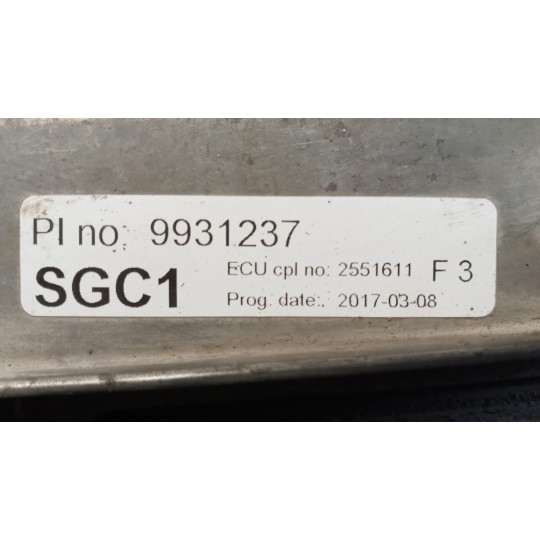 PI no: 9931237
SGC1
ECU cpl no: 2551611 F 3
Prog. date:. 2017-03-08